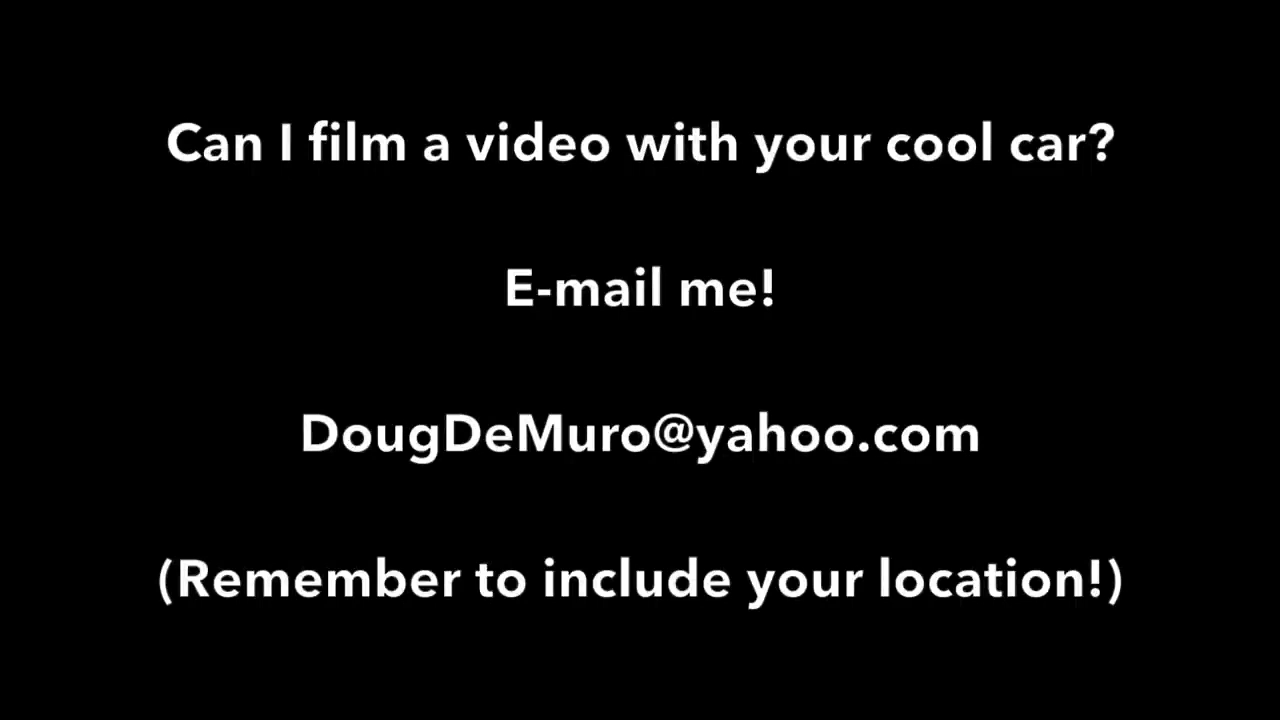 Can I film a video with your cool car?
E-mail me!
DougDeMuro@yahoo.com
(Remember to include your location!)